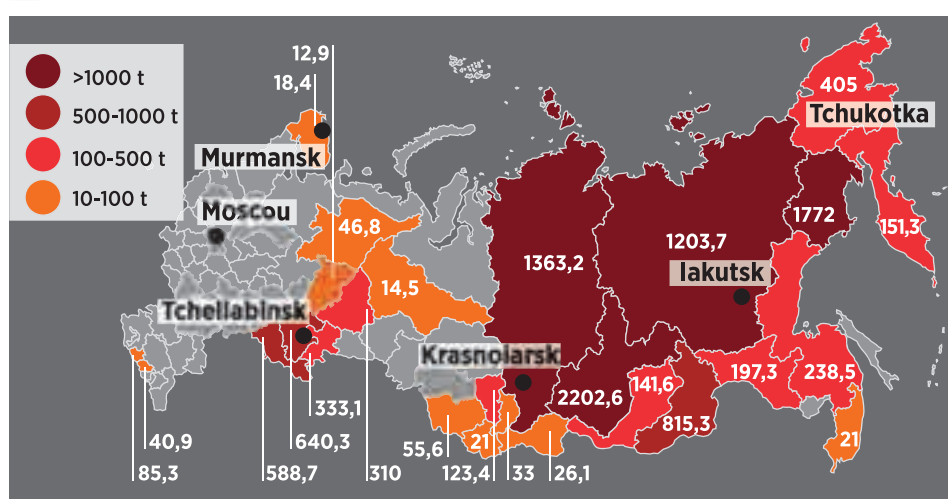 >1000 t
500-1000 t
100-500 t
10-100 t
12,9
18,4
Murmansk
Moscou
46,8
14,5
Tcheliabinsk
Krasnoïarsk
1363,2
1203,7
Iakutsk
405
Tchukotka
1772
151,3
2202,6
141,6
815,3
197,3
238,5
21
333,1
40,9
640,3
85,3
588,7
310
55,6
21
123,4
33
26,1